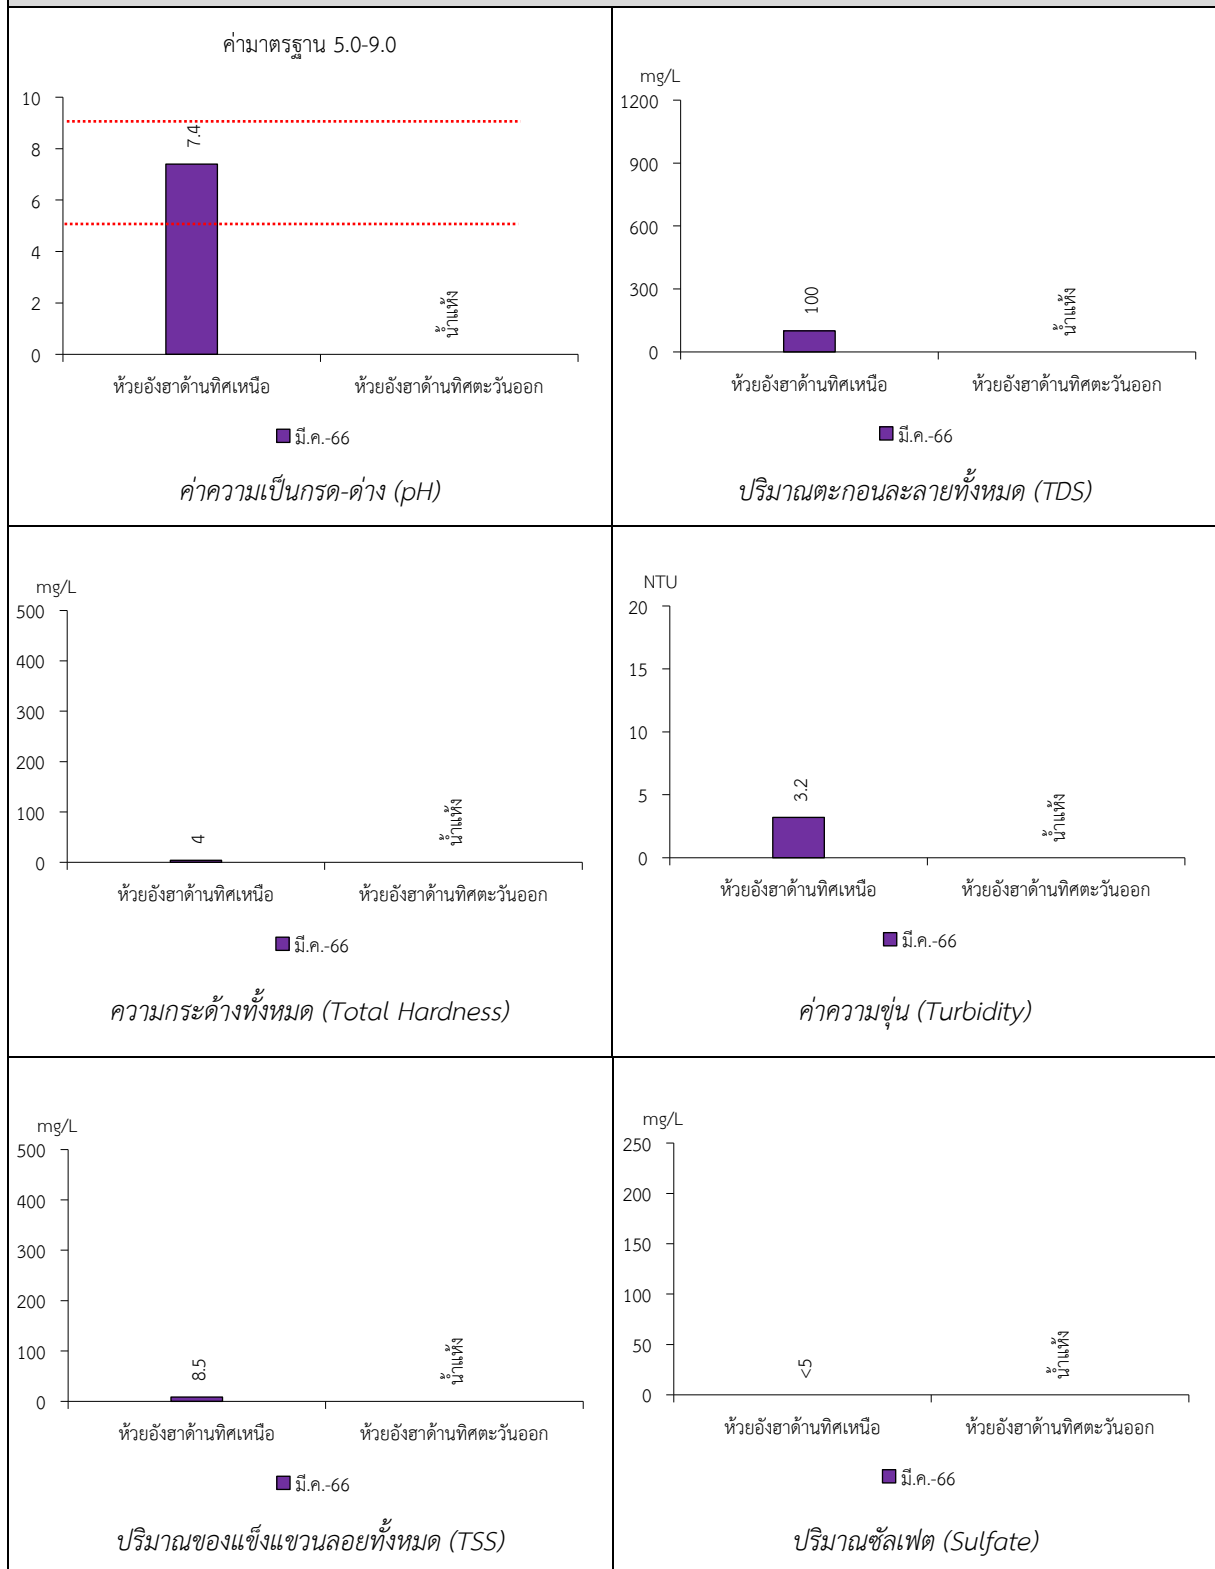 ค่ามาตรฐาน 5.0-9.0
10
8
6
4
2
0
7.4
น้ำแห้ง
ห้วยอังฮาด้านทิศเหนือ
ห้วยอังฮาด้านทิศตะวันออก
มี.ค.-66
ค่าความเป็นกรด-ด่าง (pH)
mg/L
1200
900
600
300
0
100
น้ำแห้ง
ห้วยอังฮาด้านทิศเหนือ
ห้วยอังฮาด้านทิศตะวันออก
มี.ค.-66
ปริมาณตะกอนละลายทั้งหมด (TDS)
mg/L
500
400
300
200
100
0
4
น้ำแห้ง
ห้วยอังฮาด้านทิศเหนือ
ห้วยอังฮาด้านทิศตะวันออก
มี.ค.-66
ความกระด้างทั้งหมด (Total Hardness)
NTU
20
15
10
5
0
3.2
น้ำแห้ง
ห้วยอังฮาด้านทิศเหนือ
ห้วยอังฮาด้านทิศตะวันออก
มี.ค.-66
ค่าความขุ่น (Turbidity)
mg/L
500
400
300
200
100
0
8.5
น้ำแห้ง
ห้วยอังฮาด้านทิศเหนือ
ห้วยอังฮาด้านทิศตะวันออก
มี.ค.-66
ปริมาณของแข็งแขวนลอยทั้งหมด (TSS)
mg/L
250
200
150
100
50
0
<5
น้ำแห้ง
ห้วยอังฮาด้านทิศเหนือ
ห้วยอังฮาด้านทิศตะวันออก
มี.ค.-66
ปริมาณซัลเฟต (Sulfate)